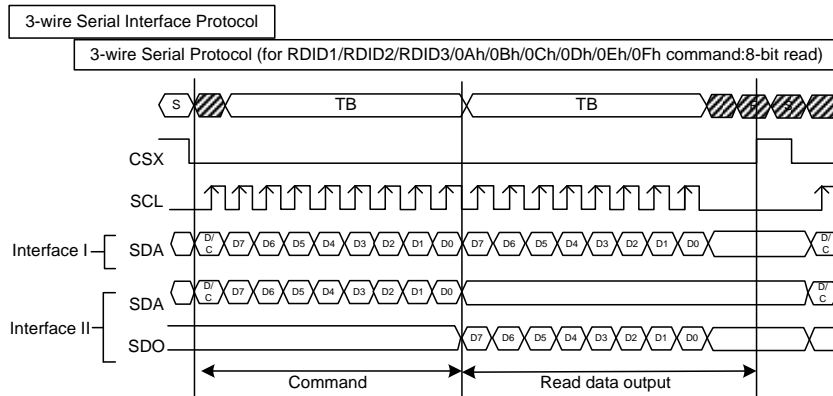 3-wire Serial Interface Protocol
3-wire Serial Protocol (for RDID1/RDID2/RDID3/0Ah/0Bh/0Ch/0Dh/0Eh/0Fh command:8-bit read)
S TB TB
CSX
SCL
Interface I SDA D/C D7 D6 D5 D4 D3 D2 D1 D0 D7 D6 D5 D4 D3 D2 D1 D0 D/C
SDA D/C D7 D6 D5 D4 D3 D2 D1 D0 D/C
Interface II
SDO D7 D6 D5 D4 D3 D2 D1 D0
Command Read data output